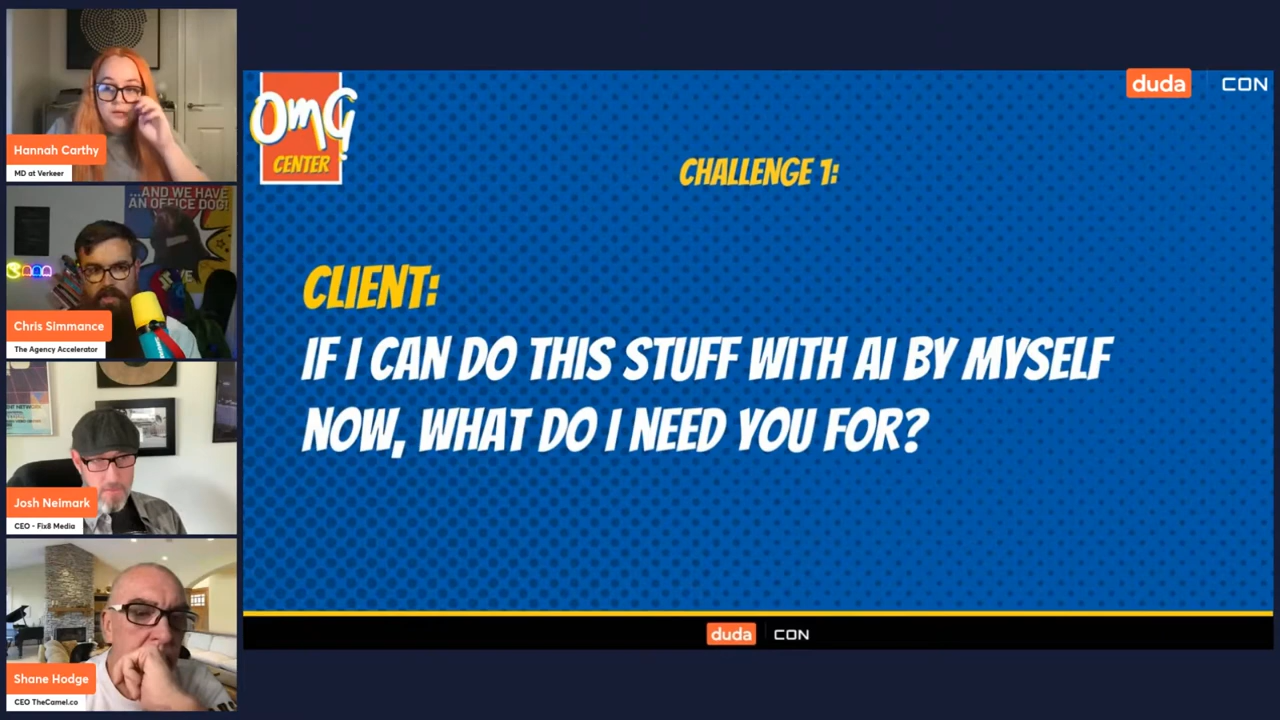 Hannah Carthy
MD at Verkeer
...AND WE HAVE
AN OFFICE DOG!
Chris Simmance
The Agency Accelerator
Josh Neimark
CEO - Fix8 Media
Shane Hodge
CEO TheCamel.co
OMG
CENTER
duda CON
CHALLENGE 1:
CLIENT:
IF I CAN DO THIS STUFF WITH AI BY MYSELF
NOW, WHAT DO I NEED YOU FOR?
duda CON